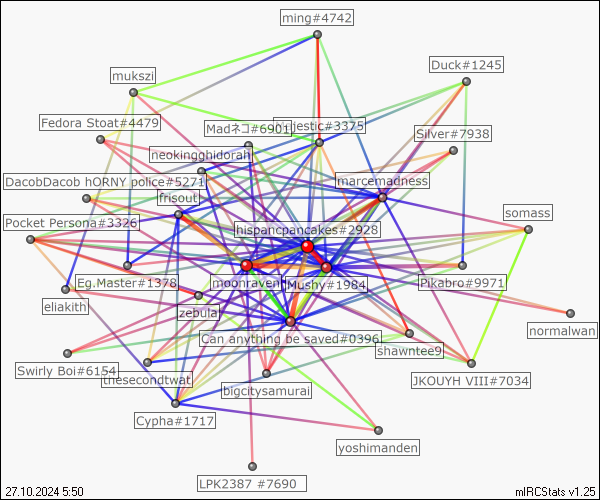 ming#4742
Duck#1245
mukszi
Fedora Stoat#4479
Madネコ#6901
Majestic#3375
Silver#7938
neokingghidorah
DacobDacob hORNY police#5271
marcemadness
frisout
somass
Pocket Persona#3326
hispancpancakes#2928
Eg.Master#1378
moonraven
Mushy#1984
Pikabro#9971
eliakith
zebula
normalwan
Can anything be saved#0396
shawntee9
Swirly Boi#6154
thesecondtwat
JKOUYH VIII#7034
bigcitysamurai
Cypha#1717
yoshimanden
LPK2387 #7690
27.10.2024 5:50
mIRCStats v1.25